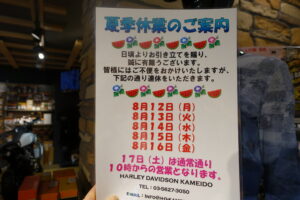 夏季休業のご案内
日頃よりお引き立てを賜り、
誠に有難うございます。
皆様にはご不便をおかけいたしますが、
下記の通り連休をいただきます。
8月12日(月)
8月13日(火)
8月14日(水)
8月15日(木)
8月16日(金)
17日(土)は通常通り
10時からの営業となります。
HARLEY DAVIDSON KAMEIDO
TEL : 03-5627-3050
EMAIL :